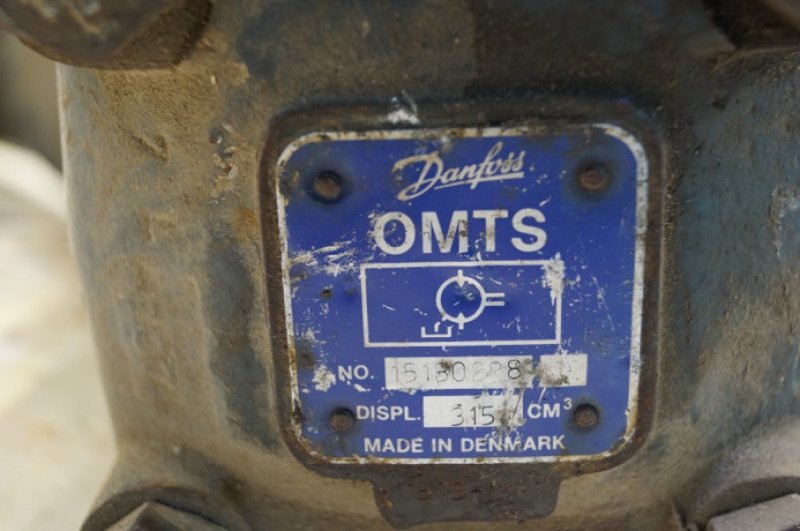 Danfoss
OMTS
NO. 151B0228
DISPL. 315 CM³
MADE IN DENMARK